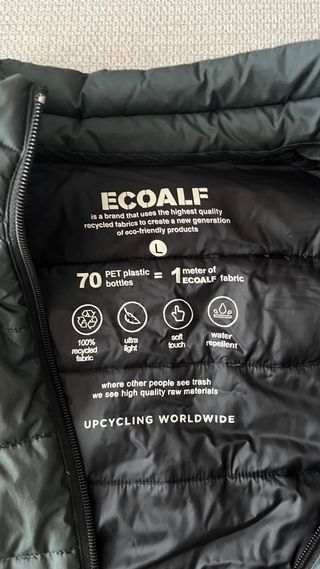 ECOALF
is a brand that uses the highest quality
recycled fabrics to create a new generation
of eco-friendly products
L
70 PET plastic bottles = 1 meter of ECOALF fabric
100% recycled fabric
ultra light
soft touch
water repellent
where other people see trash
we see high quality raw materials
UPCYCLING WORLDWIDE